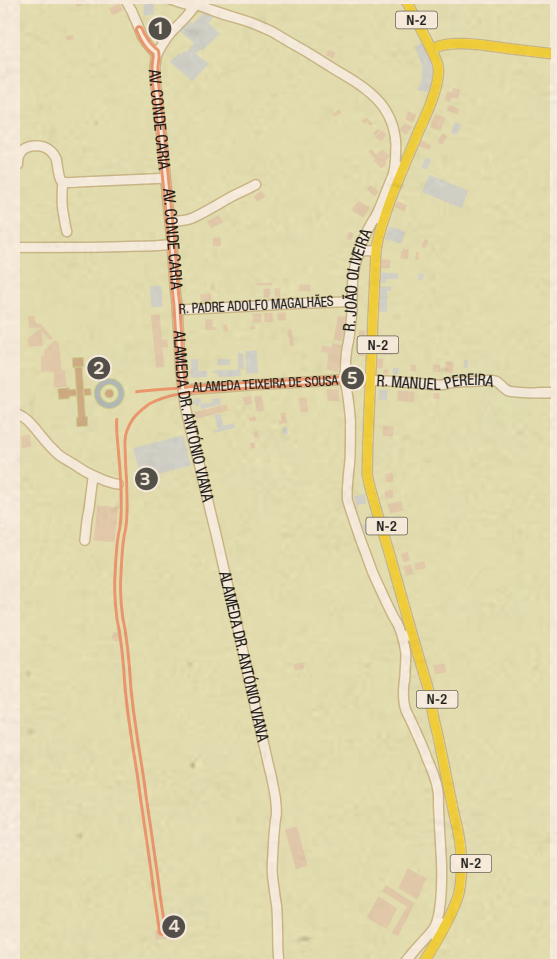 1
N-2
AV. CONDE CARIA
AV. CONDE CARIA
R. JOÃO OLIVEIRA
R. PADRE ADOLFO MAGALHÃES
N-2
2
ALAMEDA DR. ANTÓNIO VIANA
ALAMEDA TEIXEIRA DE SOUSA
5
R. MANUEL PEREIRA
3
N-2
ALAMEDA DR. ANTÓNIO VIANA
N-2
N-2
4